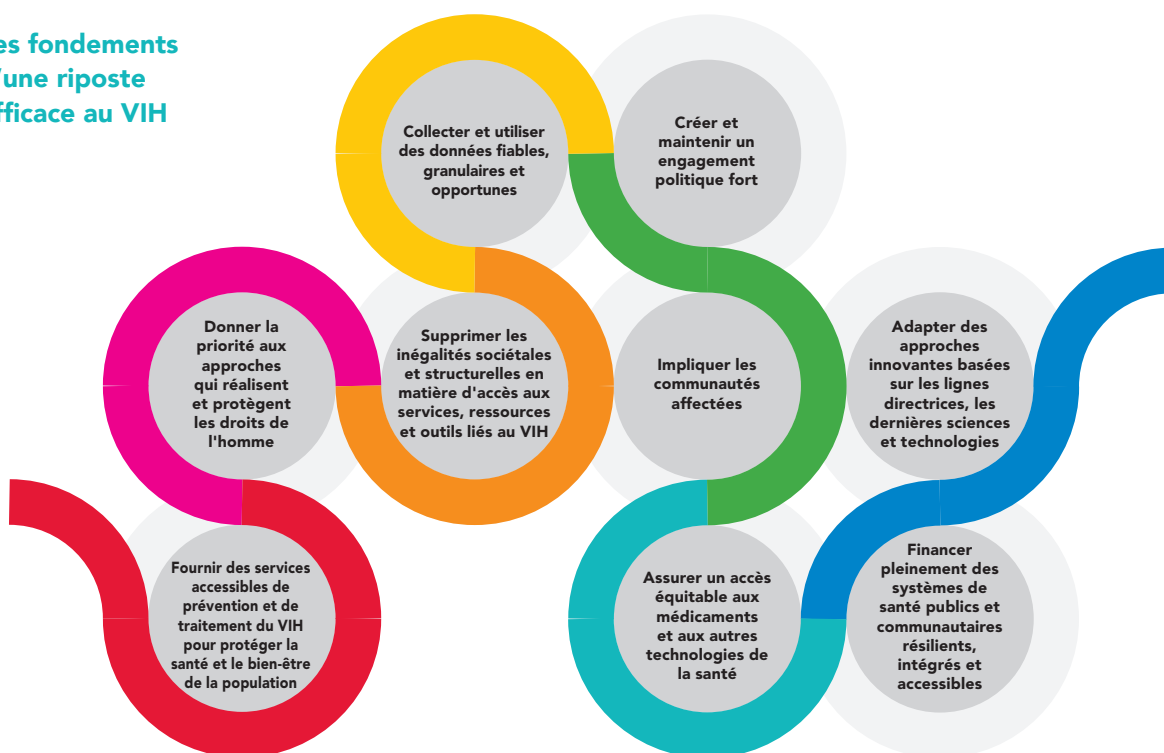 es fondements
'une riposte
fficace au VIH
Collecter et utiliser
des données fiables,
granulaires et
opportunes
Créer et
maintenir un
engagement
politique fort
Donner la
priorité aux
approches
qui réalisent
et protègent
les droits de
l'homme
Supprimer les
inégalités sociétales
et structurelles en
matière d'accès aux
services, ressources
et outils liés au VIH
Impliquer les
communautés
affectées
Adapter des
approches
innovantes basées
sur les lignes
directrices, les
dernières sciences
et technologies
Fournir des services
accessibles de
prévention et de
traitement du VIH
pour protéger la
santé et le bien-être
de la population
Assurer un accès
équitable aux
médicaments
et aux autres
technologies de
la santé
Financer
pleinement des
systèmes de
santé publics et
communautaires
résilients,
intégrés et
accessibles